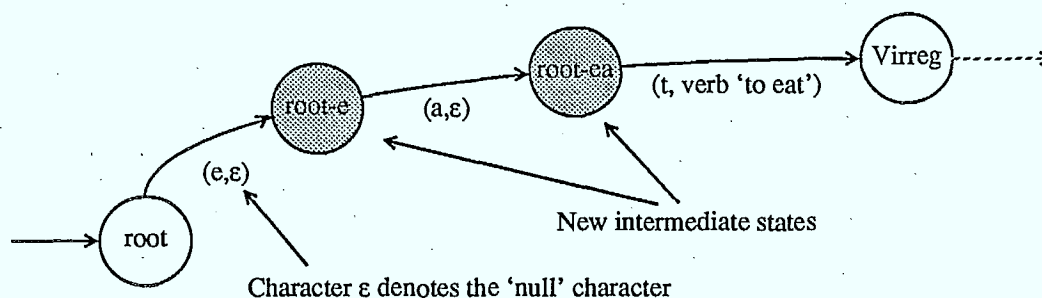 root
(e,ε)
root-e
(a,ε)
root-ea
(t, verb ‘to eat’)
Virreg
New intermediate states
Character ε denotes the ‘null’ character